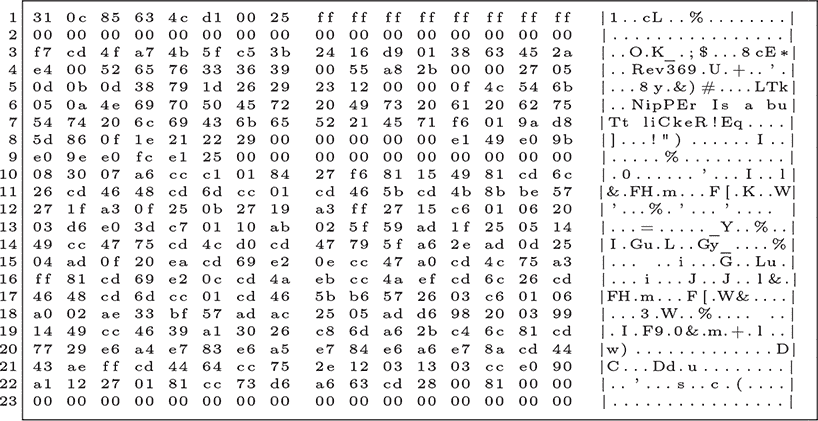 1 31 0c 85 63 4c d1 00 25 ff ff ff ff ff ff ff ff |1..cL..%........|
2 00 00 00 00 00 00 00 00 00 00 00 00 00 00 00 00 |................|
3 f7 cd 4f a7 4b 5f c5 3b 24 16 d9 01 38 63 45 2a |..O.K_.;$...8cE*|
4 e4 00 52 65 76 33 36 39 00 55 a8 2b 00 00 27 05 |..Rev369.U.+..'.|
5 0d 0b 0d 38 79 1d 26 29 23 12 00 00 0f 4c 54 6b |...8y.&)#....LTk|
6 05 0a 4e 69 70 50 45 72 20 49 73 20 61 20 62 75 |..NipPEr Is a bu|
7 54 74 20 6c 69 43 6b 65 52 21 45 71 f6 01 9a d8 |Tt liCkeR!Eq....|
8 5d 86 0f 1e 21 22 29 00 00 00 00 00 e1 49 e0 9b |]...!").....I..|
9 e0 9e e0 fc e1 25 00 00 00 00 00 00 00 00 00 00 |.....%..........|
10 08 30 07 a6 cc c1 01 84 27 f6 81 15 49 81 cd 6c |.0......'...I..l|
11 26 cd 46 48 cd 6d cc 01 cd 46 5b cd 4b 8b be 57 |&.FH.m...F[.K..W|
12 27 1f a3 0f 25 0b 27 19 a3 ff 27 15 c6 01 06 20 |'...%.'...'.... |
13 03 d6 e0 3d c7 01 10 ab 02 5f 59 ad 1f 25 05 14 |...=....._Y..%..|
14 49 cc 47 75 cd 4c d0 cd 47 79 5f a6 2e ad 0d 25 |I.Gu.L..Gy_....%|
15 04 ad 0f 20 ea cd 69 e2 0e cc 47 a0 cd 4c 75 a3 |... ..i...G..Lu.|
16 ff 81 cd 69 e2 0c cd 4a eb cc 4a ef cd 6c 26 cd |...i...J..J..l&.|
17 46 48 cd 6d cc 01 cd 46 5b b6 57 26 03 c6 01 06 |FH.m...F[.W&....|
18 a0 02 ae 33 bf 57 ad ac 25 05 ad d6 98 20 03 99 |...3.W..%.... ..|
19 14 49 cc 46 39 a1 30 26 c8 6d a6 2b c4 6c 81 cd |.I.F9.0&.m.+.l..|
20 77 29 e6 a4 e7 83 e6 a5 e7 84 e6 a6 e7 8a cd 44 |w).............D|
21 43 ae ff cd 44 64 cc 75 2e 12 03 13 03 cc e0 90 |C...Dd.u........|
22 a1 12 27 01 81 cc 73 d6 a6 63 cd 28 00 81 00 00 |..'...s..c.(....|
23 00 00 00 00 00 00 00 00 00 00 00 00 00 00 00 00 |................|